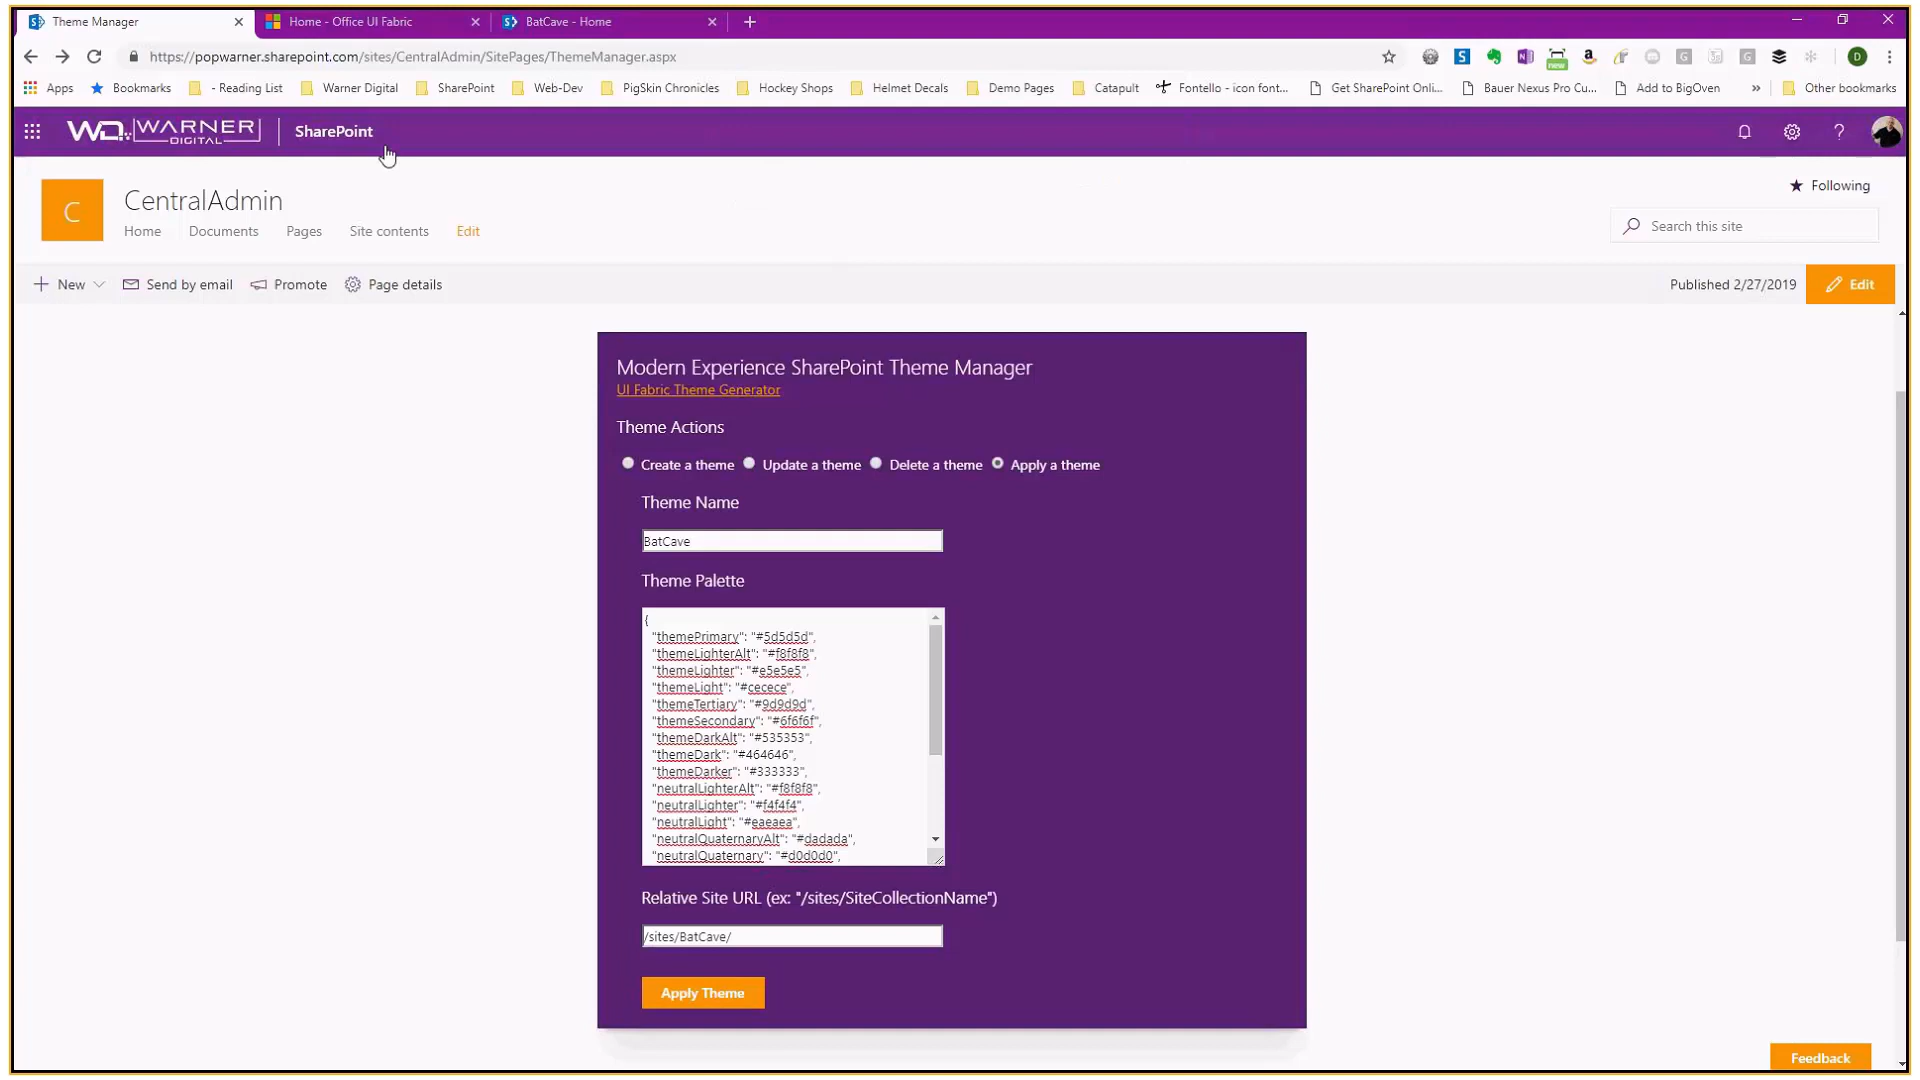 Theme Manager
Home - Office UI Fabric
BatCave - Home
https://popwarner.sharepoint.com/sites/CentralAdmin/SitePages/ThemeManager.aspx
new
D
Apps
Bookmarks
- Reading List
Warner Digital
SharePoint
Web-Dev
PigSkin Chronicles
Hockey Shops
Helmet Decals
Demo Pages
Catapult
Fontello - icon font...
Get SharePoint Onli...
Bauer Nexus Pro Cu...
Add to BigOven
»
Other bookmarks
WD WARNER DIGITAL
SharePoint
?
C
CentralAdmin
Following
Home
Documents
Pages
Site contents
Edit
Search this site
New
Send by email
Promote
Page details
Published 2/27/2019
Edit
Modern Experience SharePoint Theme Manager
UI Fabric Theme Generator
Theme Actions
Create a theme
Update a theme
Delete a theme
Apply a theme
Theme Name
BatCave
Theme Palette
{
"themePrimary": "#5d5d5d",
"themeLighterAlt": "#f8f8f8",
"themeLighter": "#e5e5e5",
"themeLight": "#cecece",
"themeTertiary": "#9d9d9d",
"themeSecondary": "#6f6f6f",
"themeDarkAlt": "#535353",
"themeDark": "#464646",
"themeDarker": "#333333",
"neutralLighterAlt": "#f8f8f8",
"neutralLighter": "#f4f4f4",
"neutralLight": "#eaeaea",
"neutralQuaternaryAlt": "#dadada",
"neutralQuaternary": "#d0d0d0",
Relative Site URL (ex: "/sites/SiteCollectionName")
/sites/BatCave/
Apply Theme
Feedback